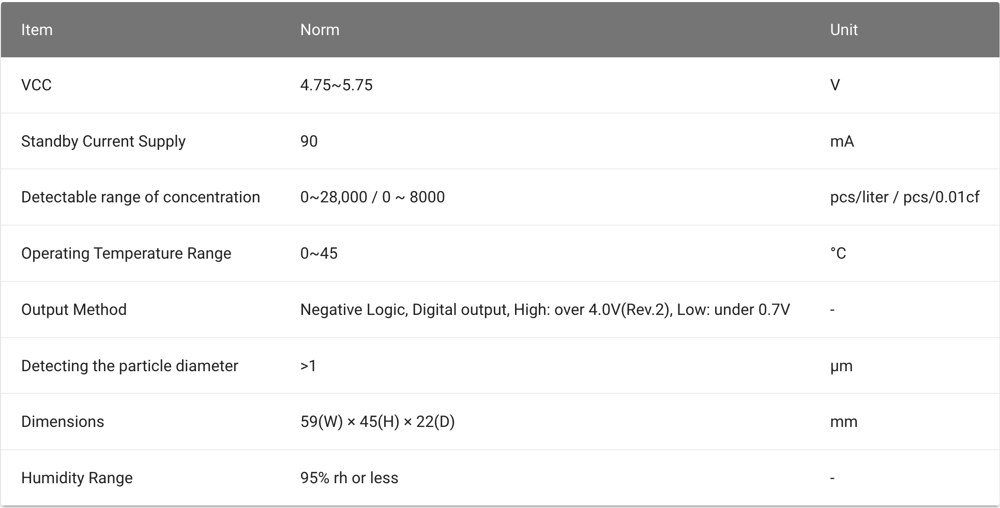 Item Norm Unit
VCC 4.75~5.75 V
Standby Current Supply 90 mA
Detectable range of concentration 0~28,000 / 0 ~ 8000 pcs/liter / pcs/0.01cf
Operating Temperature Range 0~45 °C
Output Method Negative Logic, Digital output, High: over 4.0V(Rev.2), Low: under 0.7V -
Detecting the particle diameter >1 μm
Dimensions 59(W) × 45(H) × 22(D) mm
Humidity Range 95% rh or less -